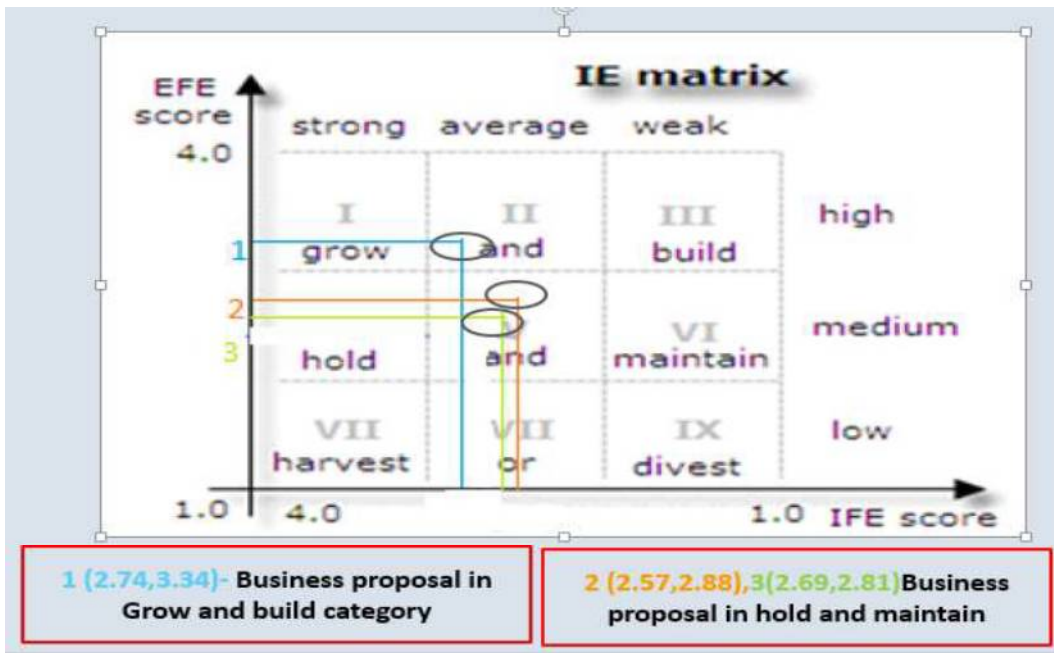 IE matrix
EFE
score
strong average weak
4.0
I II III high
1 grow and build
2
V VI medium
3 hold and maintain
VII VII IX low
harvest or divest
1.0 4.0 1.0 IFE score
1 (2.74,3.34)- Business proposal in
Grow and build category
2 (2.57,2.88),3(2.69,2.81)Business
proposal in hold and maintain